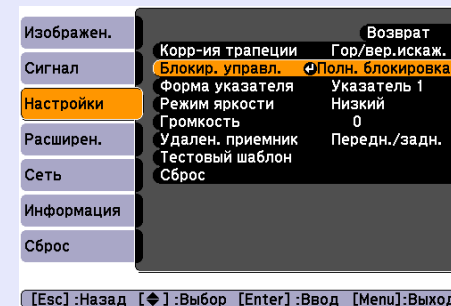 Изображен.
Сигнал
Настройки
Расширен.
Сеть
Информация
Сброс
Возврат
Корр-ия трапеции Гор/вер.искаж.
Блокир. управл. Полн. блокировка
Форма указателя Указатель 1
Режим яркости Низкий
Громкость 0
Удален. приемник Передн./задн.
Тестовый шаблон
Сброс
[Esc] :Назад [◆] :Выбор [Enter] :Ввод [Menu]:Выход